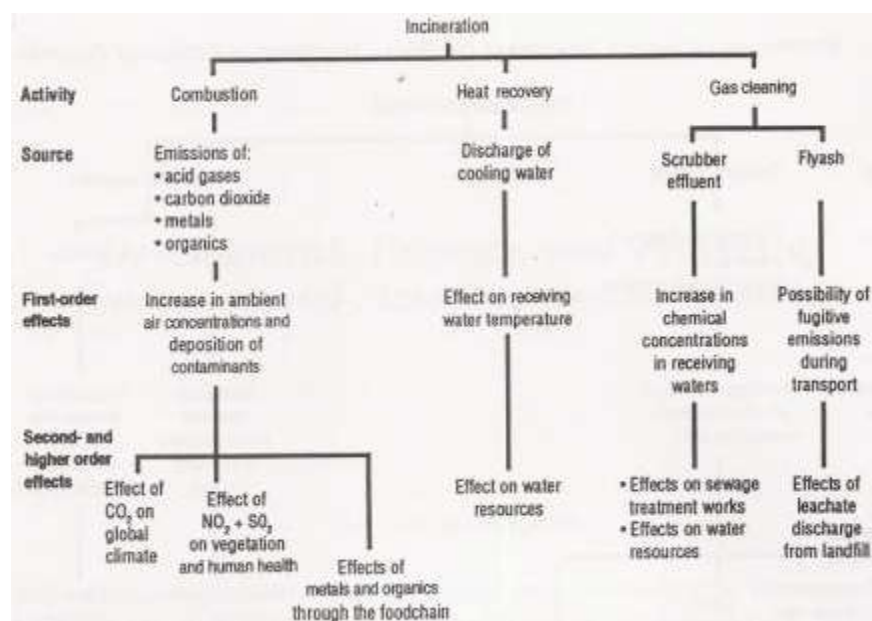 Incineration
Activity
Combustion
Heat recovery
Gas cleaning
Source
Emissions of:
• acid gases
• carbon dioxide
• metals
• organics
Discharge of
cooling water
Scrubber
effluent
Flyash
First-order
effects
Increase in ambient
air concentrations and
deposition of
contaminants
Effect on receiving
water temperature
Increase in
chemical
concentrations
in receiving
waters
Possibility of
fugitive
emissions
during
transport
Second- and
higher order
effects
Effect of
CO₂ on
global
climate
Effect of
NO₂ + SO₂
on vegetation
and human health
Effects of
metals and organics
through the foodchain
Effect on water
resources
• Effects on sewage
treatment works
• Effects on water
resources
Effects of
leachate
discharge
from landfill